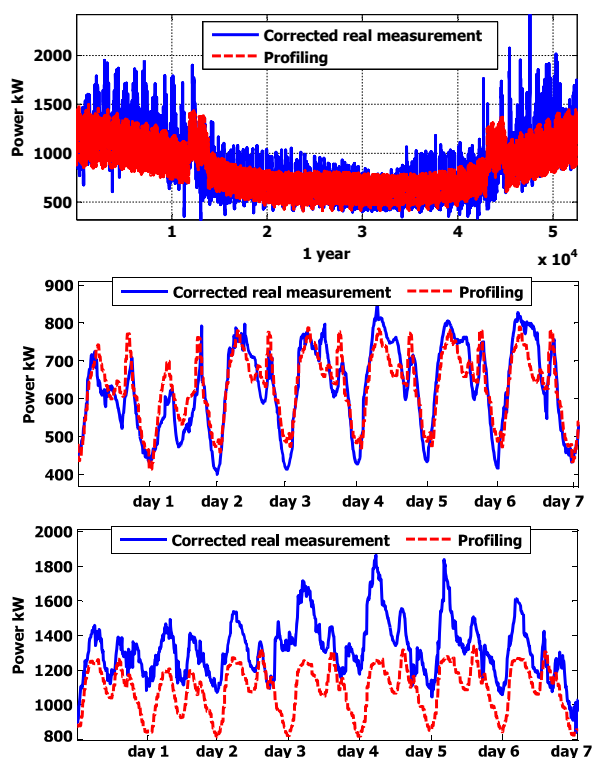 Corrected real measurement
Profiling
Power kW
2000
1500
1000
500
1 2 3 4 5
1 year
x 10^4
Corrected real measurement Profiling
Power kW
900
800
700
600
500
400
day 1 day 2 day 3 day 4 day 5 day 6 day 7
Corrected real measurement Profiling
Power kW
2000
1800
1600
1400
1200
1000
800
day 1 day 2 day 3 day 4 day 5 day 6 day 7